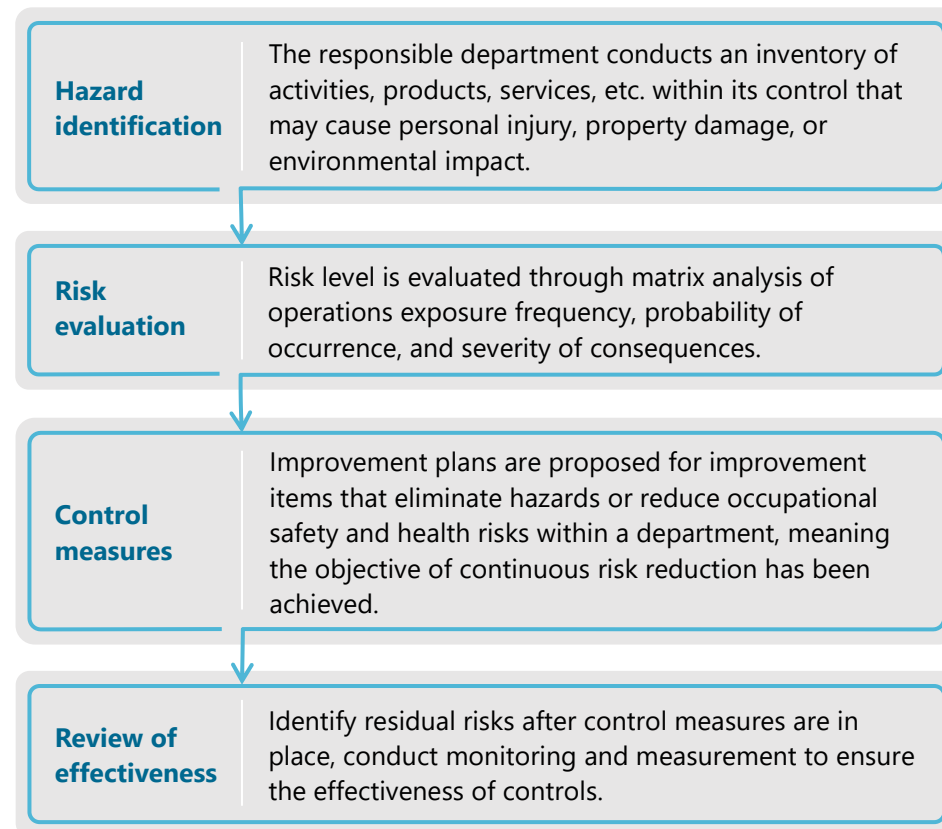 Hazard
identification
The responsible department conducts an inventory of
activities, products, services, etc. within its control that
may cause personal injury, property damage, or
environmental impact.
Risk
evaluation
Risk level is evaluated through matrix analysis of
operations exposure frequency, probability of
occurrence, and severity of consequences.
Control
measures
Improvement plans are proposed for improvement
items that eliminate hazards or reduce occupational
safety and health risks within a department, meaning
the objective of continuous risk reduction has been
achieved.
Review of
effectiveness
Identify residual risks after control measures are in
place, conduct monitoring and measurement to ensure
the effectiveness of controls.